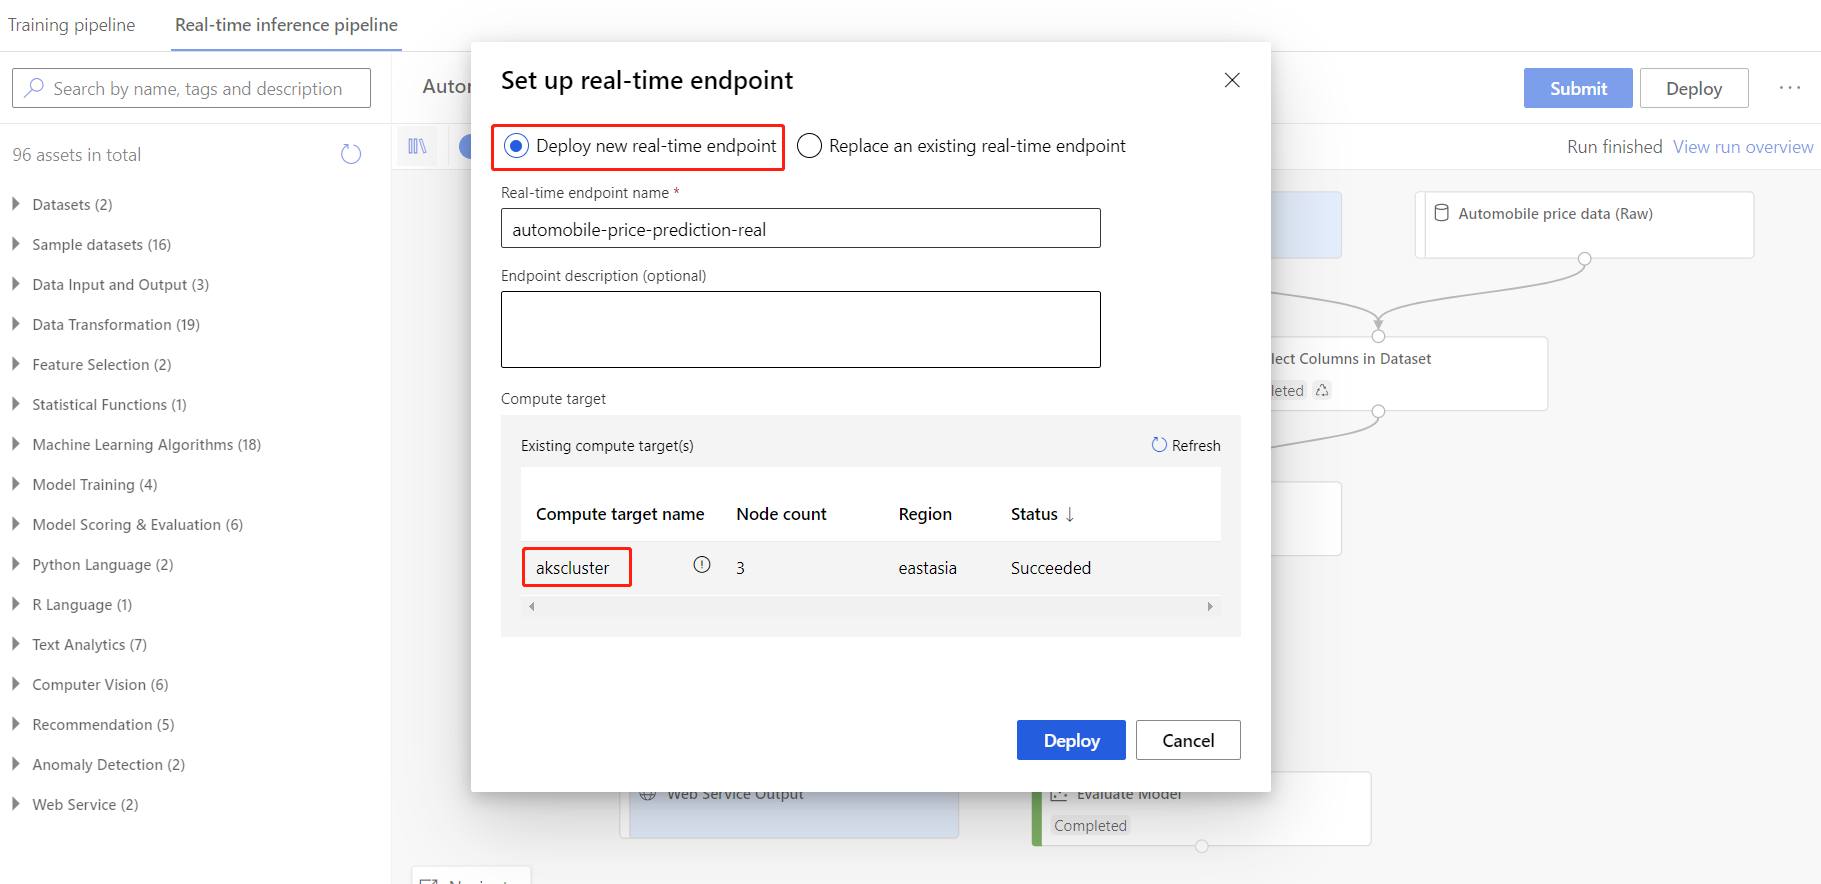 Training pipeline
Real-time inference pipeline
Search by name, tags and description
96 assets in total
Datasets (2)
Sample datasets (16)
Data Input and Output (3)
Data Transformation (19)
Feature Selection (2)
Statistical Functions (1)
Machine Learning Algorithms (18)
Model Training (4)
Model Scoring & Evaluation (6)
Python Language (2)
R Language (1)
Text Analytics (7)
Computer Vision (6)
Recommendation (5)
Anomaly Detection (2)
Web Service (2)
Submit
Deploy
Run finished View run overview
Set up real-time endpoint
Deploy new real-time endpoint
Replace an existing real-time endpoint
Real-time endpoint name *
automobile-price-prediction-real
Endpoint description (optional)
Compute target
Existing compute target(s)
Refresh
Compute target name Node count Region Status ↓
akscluster 3 eastasia Succeeded
Deploy
Cancel
Automobile price data (Raw)
lect Columns in Dataset
leted
Web Service Output
Evaluate Model
Completed